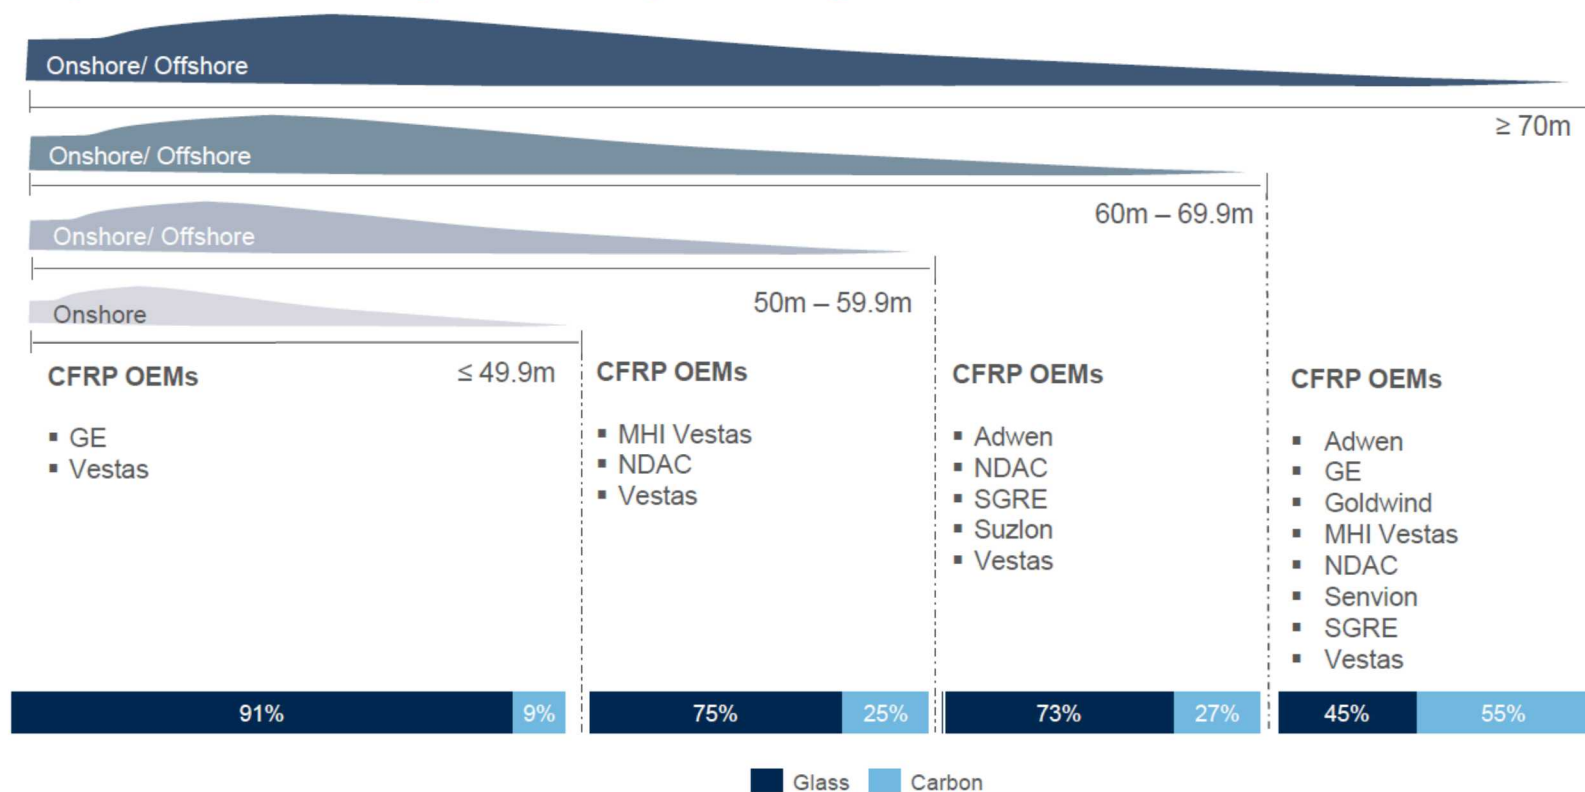 Onshore/ Offshore
≥ 70m
Onshore/ Offshore
60m – 69.9m
Onshore/ Offshore
50m – 59.9m
Onshore
≤ 49.9m
CFRP OEMs
▪ GE
▪ Vestas
CFRP OEMs
▪ MHI Vestas
▪ NDAC
▪ Vestas
CFRP OEMs
▪ Adwen
▪ NDAC
▪ SGRE
▪ Suzlon
▪ Vestas
CFRP OEMs
▪ Adwen
▪ GE
▪ Goldwind
▪ MHI Vestas
▪ NDAC
▪ Senvion
▪ SGRE
▪ Vestas
91% 9% 75% 25% 73% 27% 45% 55%
Glass Carbon